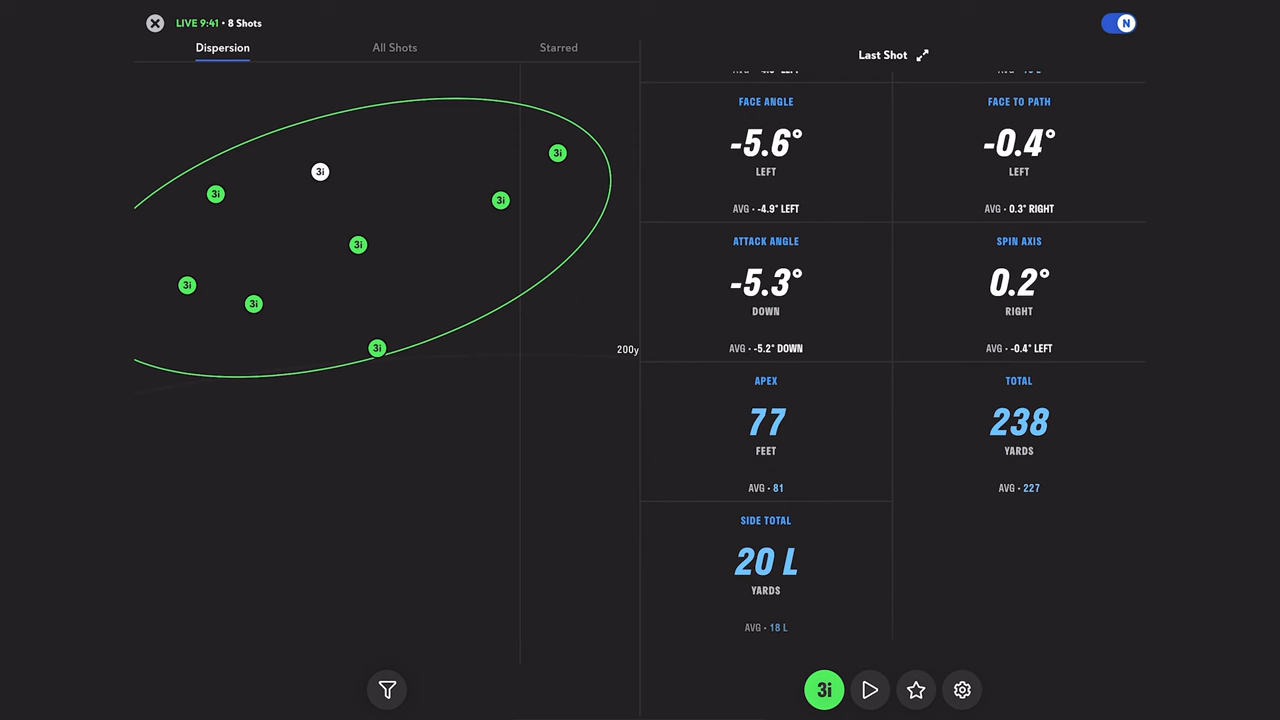 LIVE 9:41 • 8 Shots
N
Dispersion
All Shots
Starred
Last Shot
3i
3i
3i
3i
3i
3i
3i
3i
200y
FACE ANGLE
-5.6°
LEFT
AVG • -4.9° LEFT
FACE TO PATH
-0.4°
LEFT
AVG • 0.3° RIGHT
ATTACK ANGLE
-5.3°
DOWN
AVG • -5.2° DOWN
SPIN AXIS
0.2°
RIGHT
AVG • -0.4° LEFT
APEX
77
FEET
AVG • 81
TOTAL
238
YARDS
AVG • 227
SIDE TOTAL
20 L
YARDS
AVG • 18 L
3i